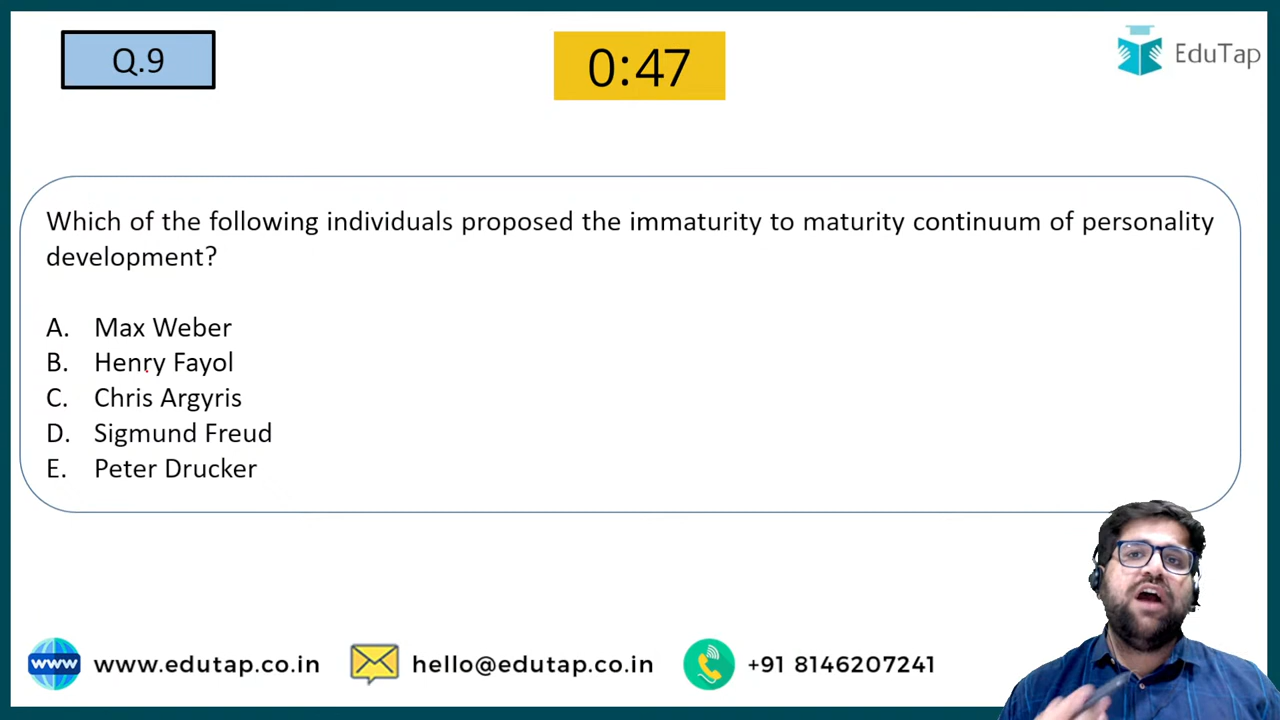 Q.9
0:47
EduTap
Which of the following individuals proposed the immaturity to maturity continuum of personality
development?
A. Max Weber
B. Henry Fayol
C. Chris Argyris
D. Sigmund Freud
E. Peter Drucker
www www.edutap.co.in hello@edutap.co.in +91 8146207241